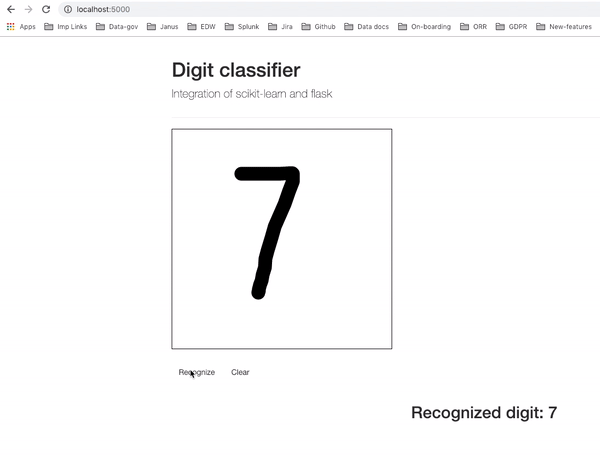 localhost:5000
Apps Imp Links Data-gov Janus EDW Splunk Jira Github Data docs On-boarding ORR GDPR New-features
Digit classifier
Integration of scikit-learn and flask
7
Recognize Clear
Recognized digit: 7